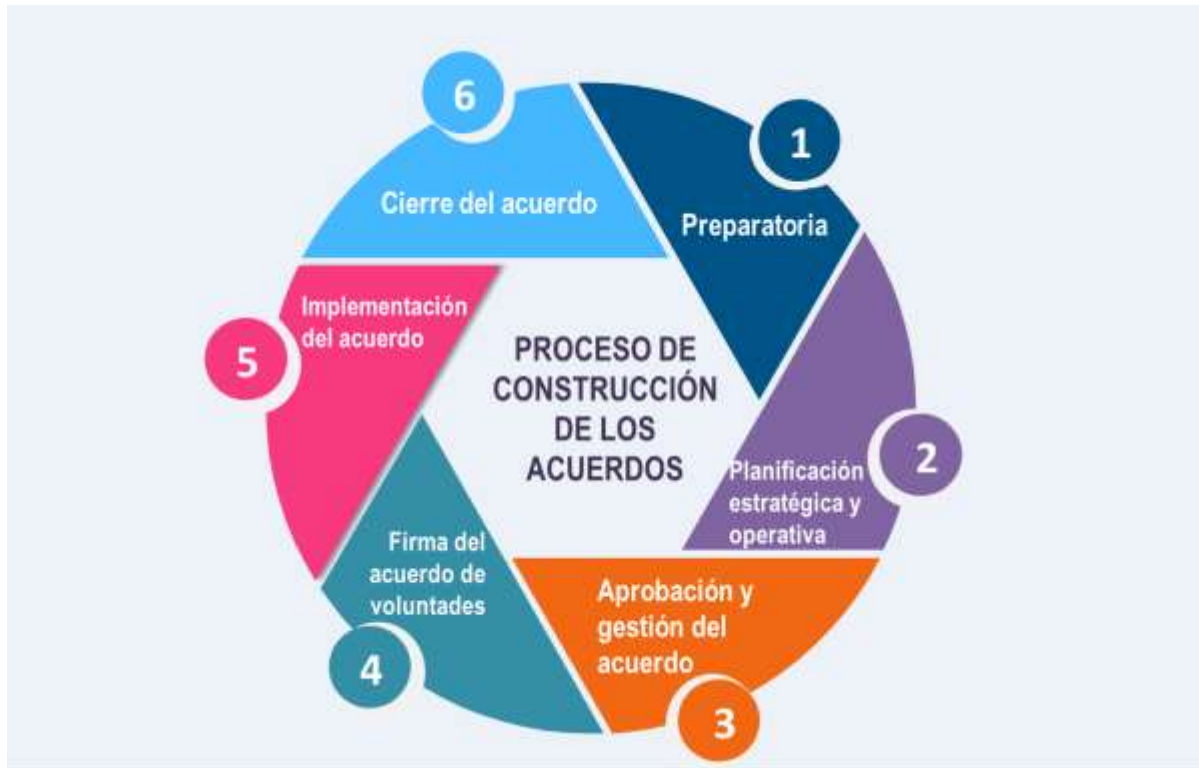 PROCESO DE
CONSTRUCCIÓN
DE LOS
ACUERDOS
1
Preparatoria
2
Planificación
estratégica y
operativa
3
Aprobación y
gestión del
acuerdo
4
Firma del
acuerdo de
voluntades
5
Implementación
del acuerdo
6
Cierre del acuerdo